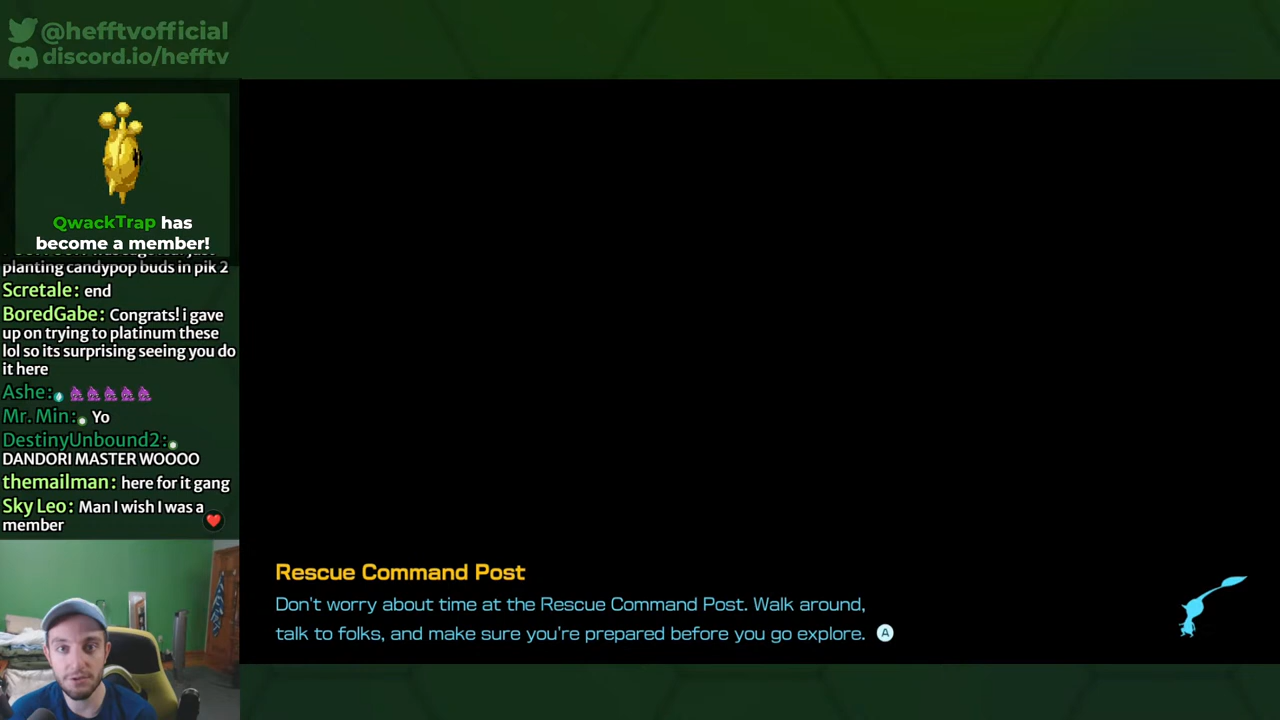 @hefftvofficial
discord.io/hefftv
QwackTrap has
become a member!
planting candypop buds in pik 2
Scretale: end
BoredGabe: Congrats! i gave
up on trying to platinum these
lol so its surprising seeing you do
it here
Ashe:
Mr. Min: Yo
DestinyUnbound2:
DANDORI MASTER WOOOO
themailman: here for it gang
Sky Leo: Man I wish I was a
member
Rescue Command Post
Don't worry about time at the Rescue Command Post. Walk around,
talk to folks, and make sure you're prepared before you go explore. A